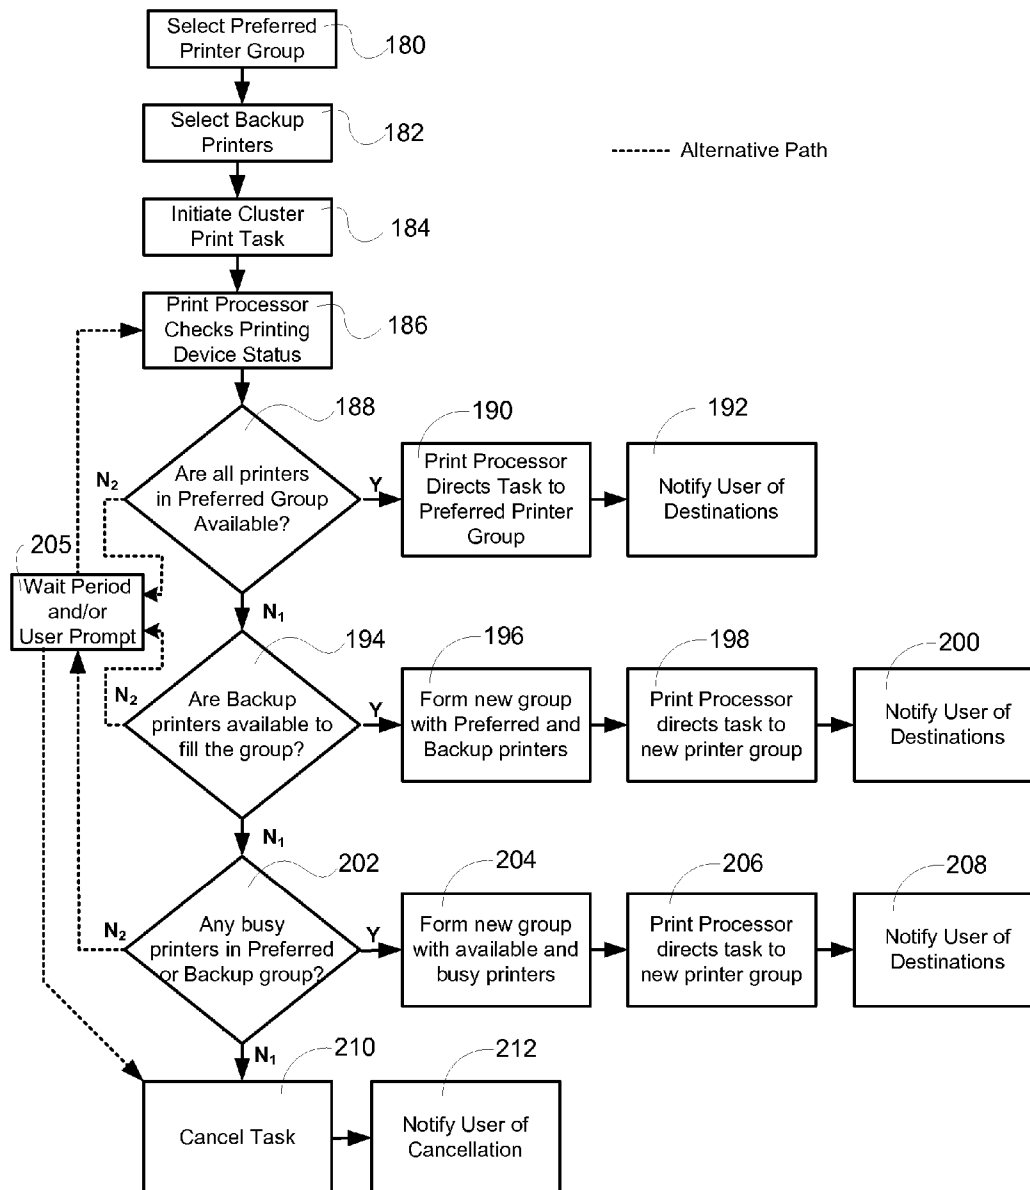 Select Preferred
Printer Group
180
Select Backup
Printers
182
Alternative Path
Initiate Cluster
Print Task
184
Print Processor
Checks Printing
Device Status
186
188
190
192
N2
Are all printers
in Preferred Group
Available?
Y
Print Processor
Directs Task to
Preferred Printer
Group
Notify User of
Destinations
205
Wait Period
and/or
User Prompt
N1
194
196
198
200
N2
Are Backup
printers available to
fill the group?
Y
Form new group
with Preferred and
Backup printers
Print Processor
directs task to
new printer group
Notify User of
Destinations
N1
202
204
206
208
N2
Any busy
printers in Preferred
or Backup group?
Y
Form new group
with available and
busy printers
Print Processor
directs task to
new printer group
Notify User of
Destinations
N1
210
212
Cancel Task
Notify User of
Cancellation